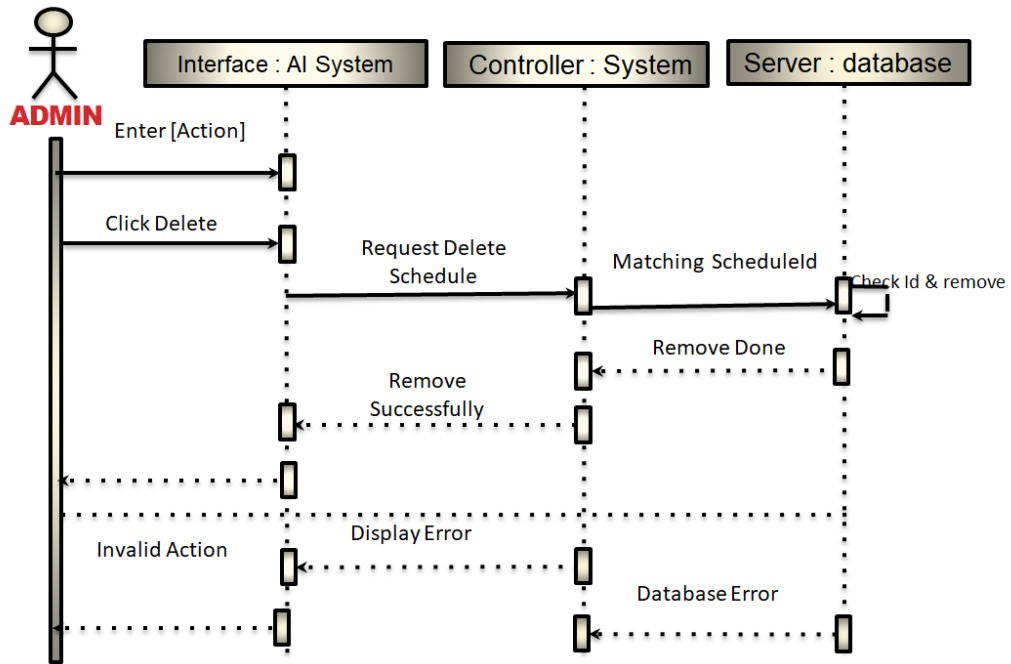 Interface : AI System
Controller : System
Server : database
ADMIN
Enter [Action]
Click Delete
Request Delete
Schedule
Matching ScheduleId
Check Id & remove
Remove Done
Remove
Successfully
Display Error
Invalid Action
Database Error